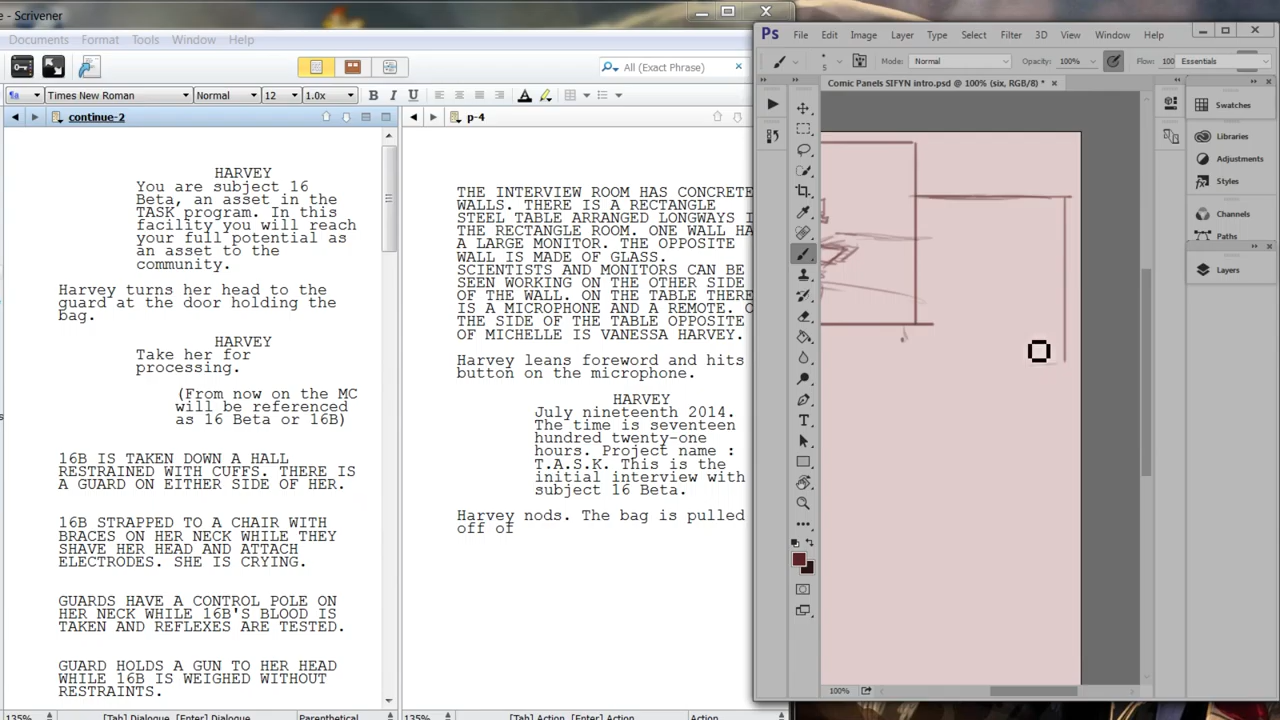 e - Scrivener
Documents Format Tools Window Help
All (Exact Phrase)
Times New Roman Normal 12 1.0x B I U A
continue-2
HARVEY
You are subject 16
Beta, an asset in the
TASK program. In this
facility you will reach
your full potential as
an asset to the
community.
Harvey turns her head to the
guard at the door holding the
bag.
HARVEY
Take her for
processing.
(From now on the MC
will be referenced
as 16 Beta or 16B)
16B IS TAKEN DOWN A HALL
RESTRAINED WITH CUFFS. THERE IS
A GUARD ON EITHER SIDE OF HER.
16B STRAPPED TO A CHAIR WITH
BRACES ON HER NECK WHILE THEY
SHAVE HER HEAD AND ATTACH
ELECTRODES. SHE IS CRYING.
GUARDS HAVE A CONTROL POLE ON
HER NECK WHILE 16B'S BLOOD IS
TAKEN AND REFLEXES ARE TESTED.
GUARD HOLDS A GUN TO HER HEAD
WHILE 16B IS WEIGHED WITHOUT
RESTRAINTS.
135% [Tab] Dialogue, [Enter] Dialogue Parenthetical
p-4
THE INTERVIEW ROOM HAS CONCRETE
WALLS. THERE IS A RECTANGLE
STEEL TABLE ARRANGED LONGWAYS I
THE RECTANGLE ROOM. ONE WALL HA
A LARGE MONITOR. THE OPPOSITE
WALL IS MADE OF GLASS.
SCIENTISTS AND MONITORS CAN BE
SEEN WORKING ON THE OTHER SIDE
OF THE WALL. ON THE TABLE THERE
IS A MICROPHONE AND A REMOTE. O
THE SIDE OF THE TABLE OPPOSITE
OF MICHELLE IS VANESSA HARVEY.
Harvey leans foreword and hits
button on the microphone.
HARVEY
July nineteenth 2014.
The time is seventeen
hundred twenty-one
hours. Project name :
T.A.S.K. This is the
initial interview with
subject 16 Beta.
Harvey nods. The bag is pulled
off of
135% [Tab] Action, [Enter] Action Action
Ps File Edit Image Layer Type Select Filter 3D View Window Help
5 Mode: Normal Opacity: 100% Flow: 100 Essentials
Comic Panels SIFYN intro.psd @ 100% (six, RGB/8) *
Swatches
Libraries
Adjustments
Styles
Channels
Paths
Layers
100%